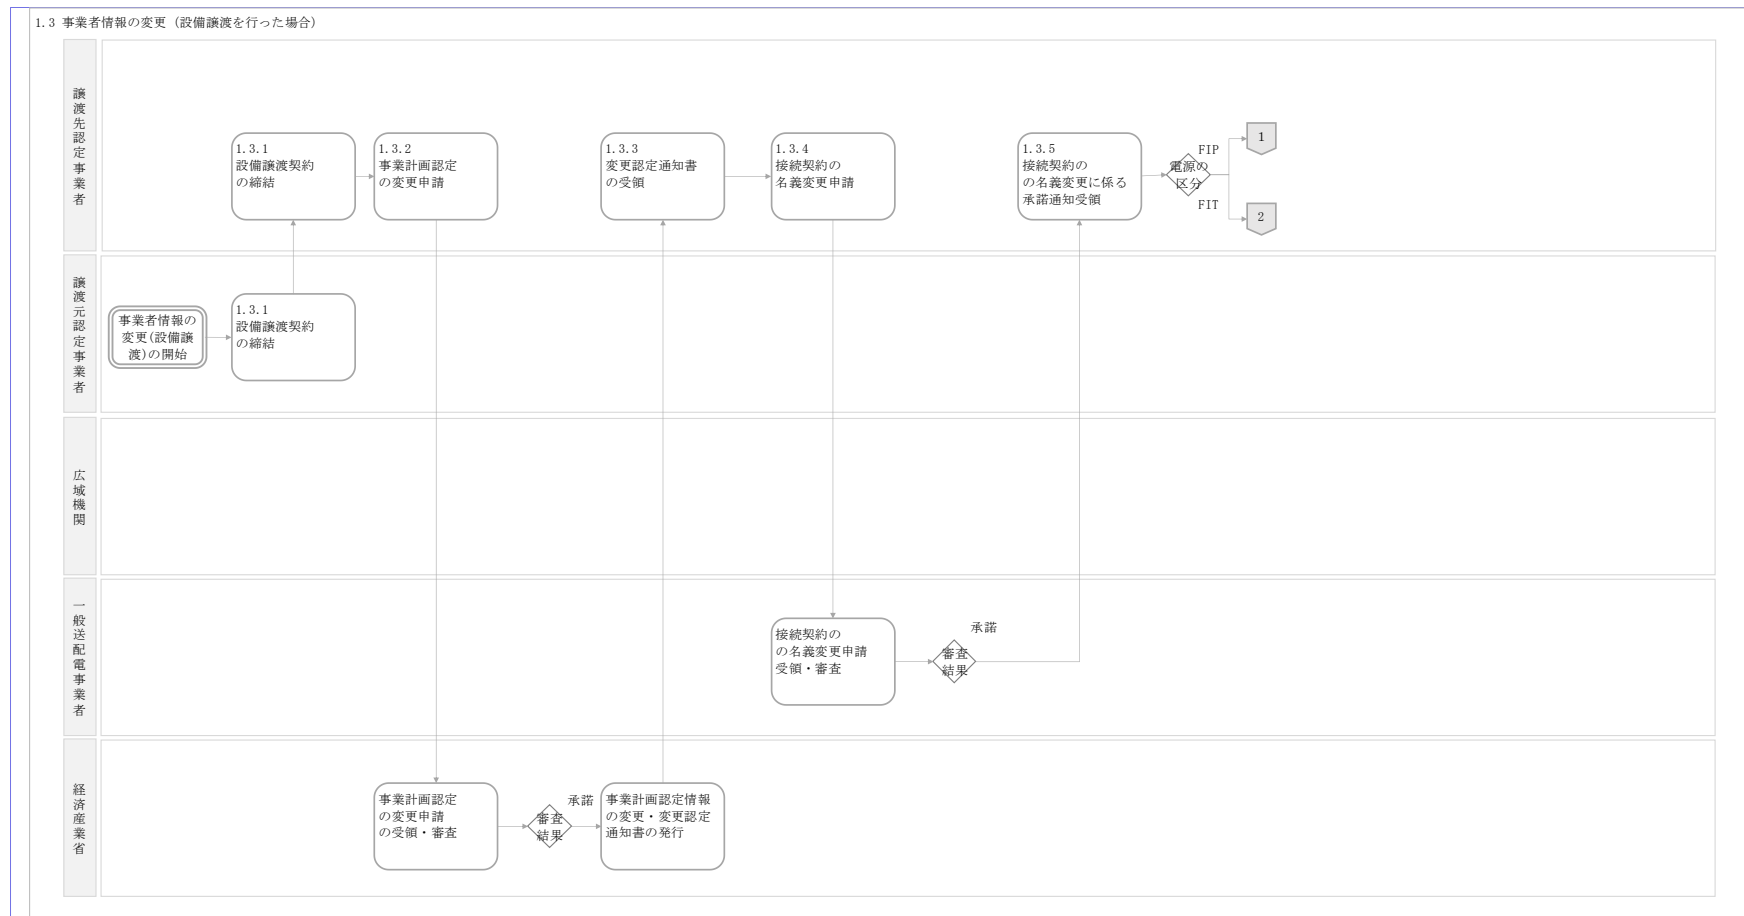 1.3 事業者情報の変更（設備譲渡を行った場合）
譲渡先認定事業者
1.3.1
設備譲渡契約
の締結
1.3.2
事業計画認定
の変更申請
1.3.3
変更認定通知書
の受領
1.3.4
接続契約の
名義変更申請
1.3.5
接続契約の
の名義変更に係る
承諾通知受領
電源の
区分
FIP
FIT
1
2
譲渡元認定事業者
事業者情報の
変更(設備譲
渡)の開始
1.3.1
設備譲渡契約
の締結
広域機関
一般送配電事業者
接続契約の
の名義変更申請
受領・審査
審査
結果
承諾
経済産業省
事業計画認定
の変更申請
の受領・審査
審査
結果
承諾
事業計画認定情報
の変更・変更認定
通知書の発行